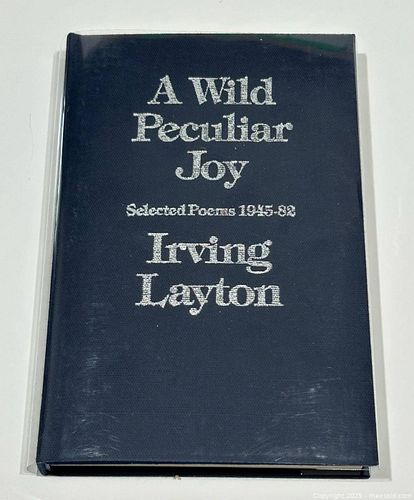 A Wild
Peculiar
Joy
Selected Poems 1945-82
Irving
Layton